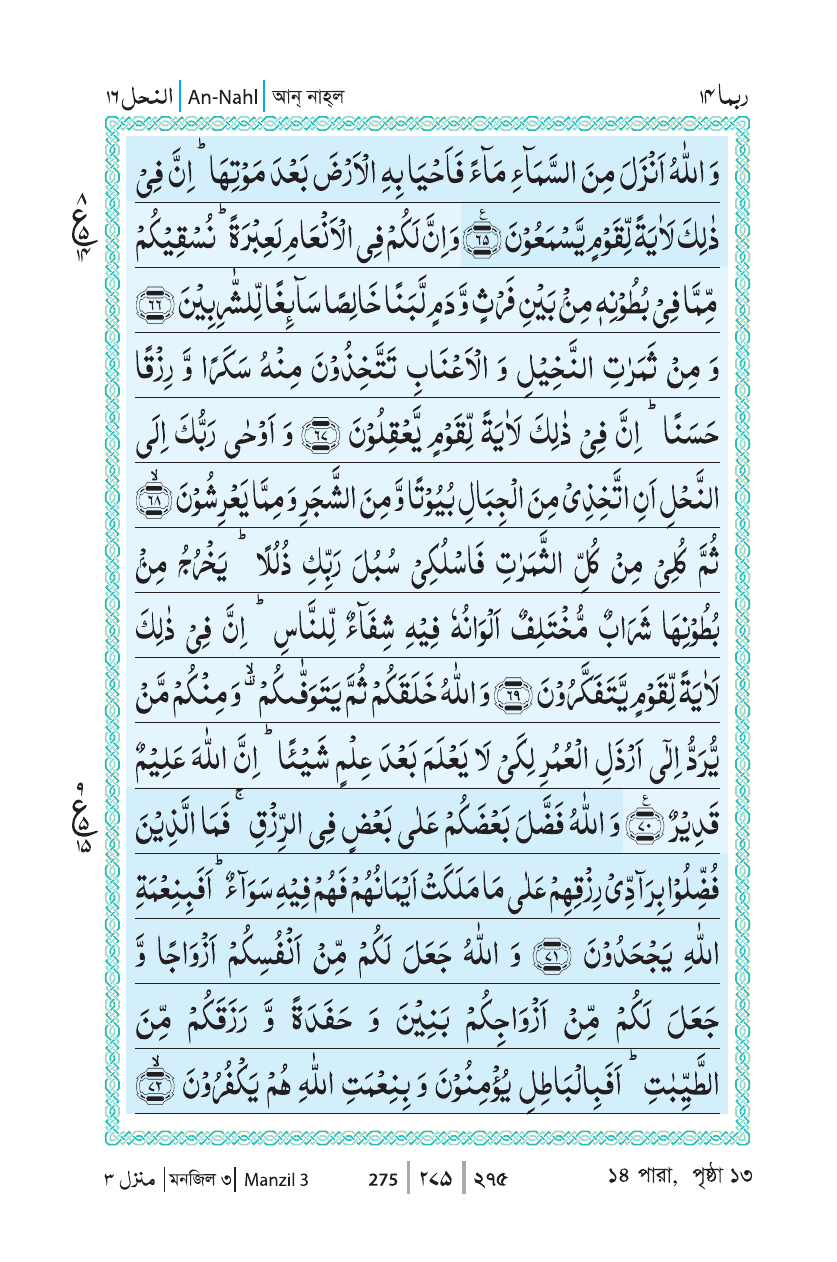 النحل ١٦ | An-Nahl | আন্ নাহ্‌ল ربما ١٤
وَ اللّٰهُ اَنْزَلَ مِنَ السَّمَآءِ مَآءً فَاَحْيَا بِهِ الْاَرْضَ بَعْدَ مَوْتِهَا ؕ اِنَّ فِيْ
ذٰلِكَ لَاٰيَةً لِّقَوْمٍ يَّسْمَعُوْنَ ۧ ﴿٦٥﴾ وَ اِنَّ لَكُمْ فِي الْاَنْعَامِ لَعِبْرَةً ؕ نُسْقِيْكُمْ
٨ ع ٥ ١٤
مِّمَّا فِيْ بُطُوْنِهٖ مِنْۢ بَيْنِ فَرْثٍ وَّ دَمٍ لَّبَنًا خَالِصًا سَآىِٕغًا لِّلشّٰرِبِيْنَ ﴿٦٦﴾
وَ مِنْ ثَمَرٰتِ النَّخِيْلِ وَ الْاَعْنَابِ تَتَّخِذُوْنَ مِنْهُ سَكَرًا وَّ رِزْقًا
حَسَنًا ؕ اِنَّ فِيْ ذٰلِكَ لَاٰيَةً لِّقَوْمٍ يَّعْقِلُوْنَ ﴿٦٧﴾ وَ اَوْحٰى رَبُّكَ اِلَى
النَّحْلِ اَنِ اتَّخِذِيْ مِنَ الْجِبَالِ بُيُوْتًا وَّ مِنَ الشَّجَرِ وَ مِمَّا يَعْرِشُوْنَ ۙ ﴿٦٨﴾
ثُمَّ كُلِيْ مِنْ كُلِّ الثَّمَرٰتِ فَاسْلُكِيْ سُبُلَ رَبِّكِ ذُلُلًا ؕ يَخْرُجُ مِنْۢ
بُطُوْنِهَا شَرَابٌ مُّخْتَلِفٌ اَلْوَانُهٗ فِيْهِ شِفَآءٌ لِّلنَّاسِ ؕ اِنَّ فِيْ ذٰلِكَ
لَاٰيَةً لِّقَوْمٍ يَّتَفَكَّرُوْنَ ﴿٦٩﴾ وَ اللّٰهُ خَلَقَكُمْ ثُمَّ يَتَوَفّٰىكُمْ ۙ۫ وَ مِنْكُمْ مَّنْ
يُّرَدُّ اِلٰۤى اَرْذَلِ الْعُمُرِ لِكَيْ لَا يَعْلَمَ بَعْدَ عِلْمٍ شَيْـًٔا ؕ اِنَّ اللّٰهَ عَلِيْمٌ
قَدِيْرٌ ۧ ﴿٧٠﴾ وَ اللّٰهُ فَضَّلَ بَعْضَكُمْ عَلٰى بَعْضٍ فِي الرِّزْقِ ۚ فَمَا الَّذِيْنَ
٩ ع ٥ ١٥
فُضِّلُوْا بِرَآدِّيْ رِزْقِهِمْ عَلٰى مَا مَلَكَتْ اَيْمَانُهُمْ فَهُمْ فِيْهِ سَوَآءٌ ؕ اَفَبِنِعْمَةِ
اللّٰهِ يَجْحَدُوْنَ ﴿٧١﴾ وَ اللّٰهُ جَعَلَ لَكُمْ مِّنْ اَنْفُسِكُمْ اَزْوَاجًا وَّ
جَعَلَ لَكُمْ مِّنْ اَزْوَاجِكُمْ بَنِيْنَ وَ حَفَدَةً وَّ رَزَقَكُمْ مِّنَ
الطَّيِّبٰتِ ؕ اَفَبِالْبَاطِلِ يُؤْمِنُوْنَ وَ بِنِعْمَتِ اللّٰهِ هُمْ يَكْفُرُوْنَ ۙ ﴿٧٢﴾
منزل ٣ | মনজিল ৩ | Manzil 3 275 | ٢٧٥ | ২৭৫ ১৪ পারা, পৃষ্ঠা ১৩